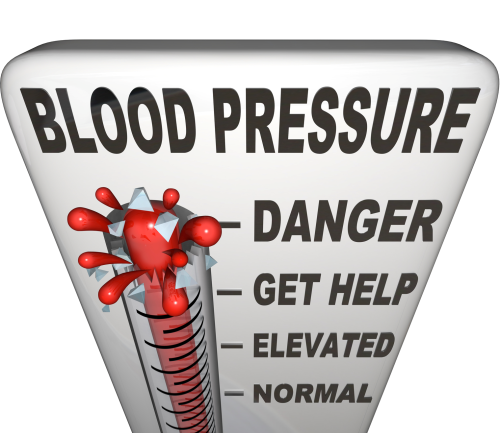 BLOOD PRESSURE
DANGER
GET HELP
ELEVATED
NORMAL